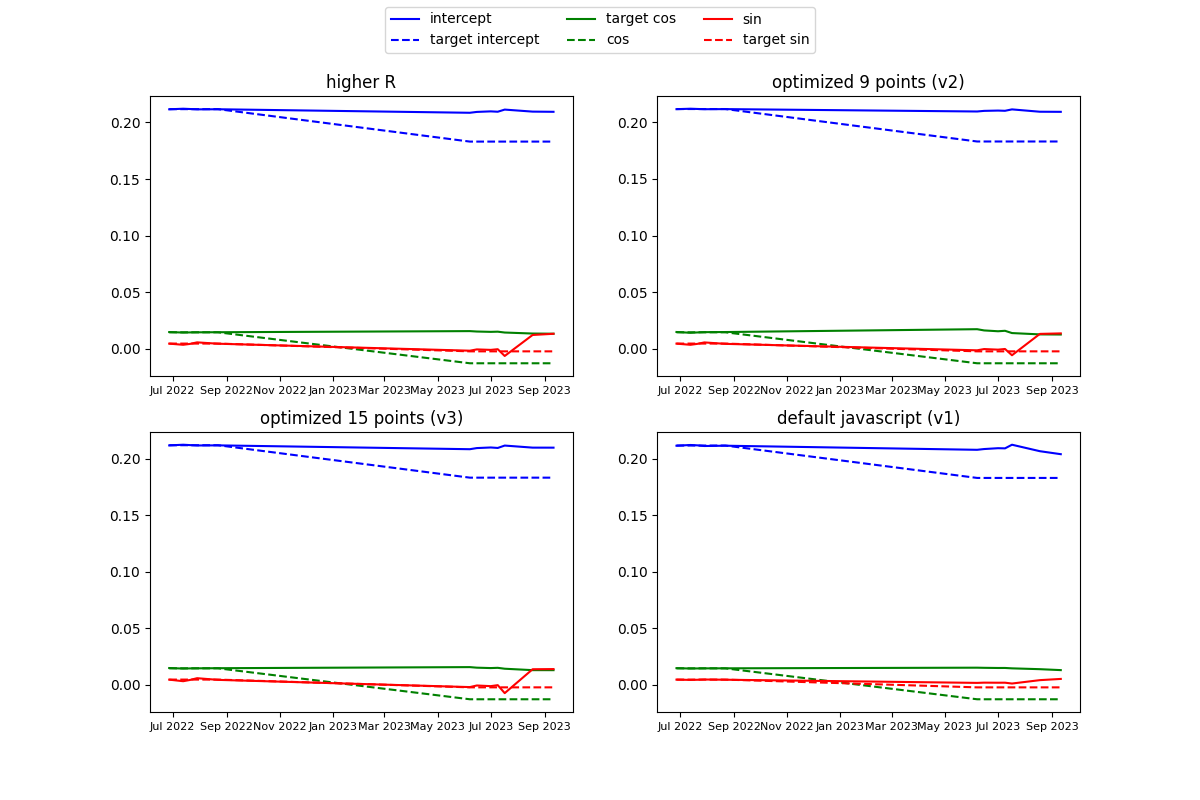 intercept target cos sin
target intercept cos target sin
higher R
0.20
0.15
0.10
0.05
0.00
Jul 2022 Sep 2022 Nov 2022 Jan 2023 Mar 2023 May 2023 Jul 2023 Sep 2023
optimized 9 points (v2)
0.20
0.15
0.10
0.05
0.00
Jul 2022 Sep 2022 Nov 2022 Jan 2023 Mar 2023 May 2023 Jul 2023 Sep 2023
optimized 15 points (v3)
0.20
0.15
0.10
0.05
0.00
Jul 2022 Sep 2022 Nov 2022 Jan 2023 Mar 2023 May 2023 Jul 2023 Sep 2023
default javascript (v1)
0.20
0.15
0.10
0.05
0.00
Jul 2022 Sep 2022 Nov 2022 Jan 2023 Mar 2023 May 2023 Jul 2023 Sep 2023